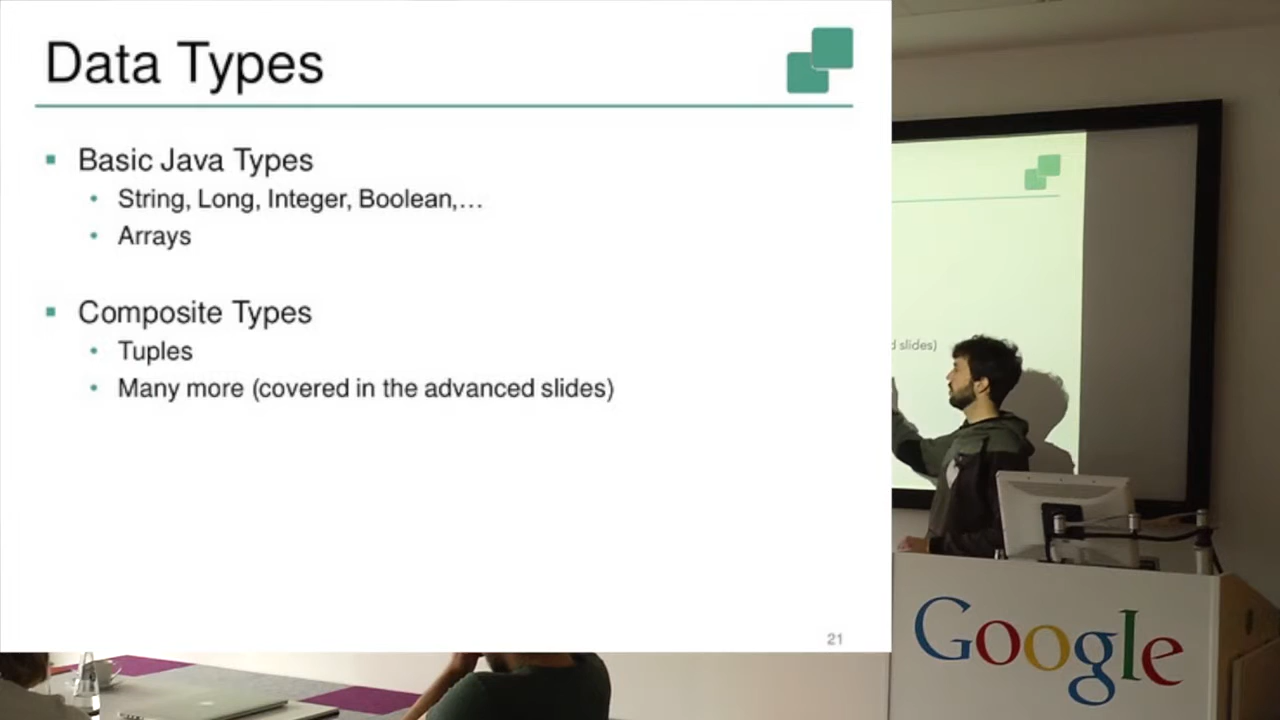 Data Types
Basic Java Types
String, Long, Integer, Boolean,…
Arrays
Composite Types
Tuples
Many more (covered in the advanced slides)
21
slides)
Google